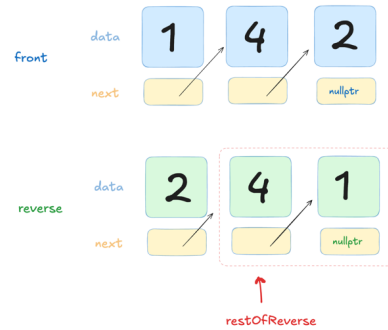 data 1 4 2
front
next nullptr
data 2 4 1
reverse
next nullptr
restOfReverse